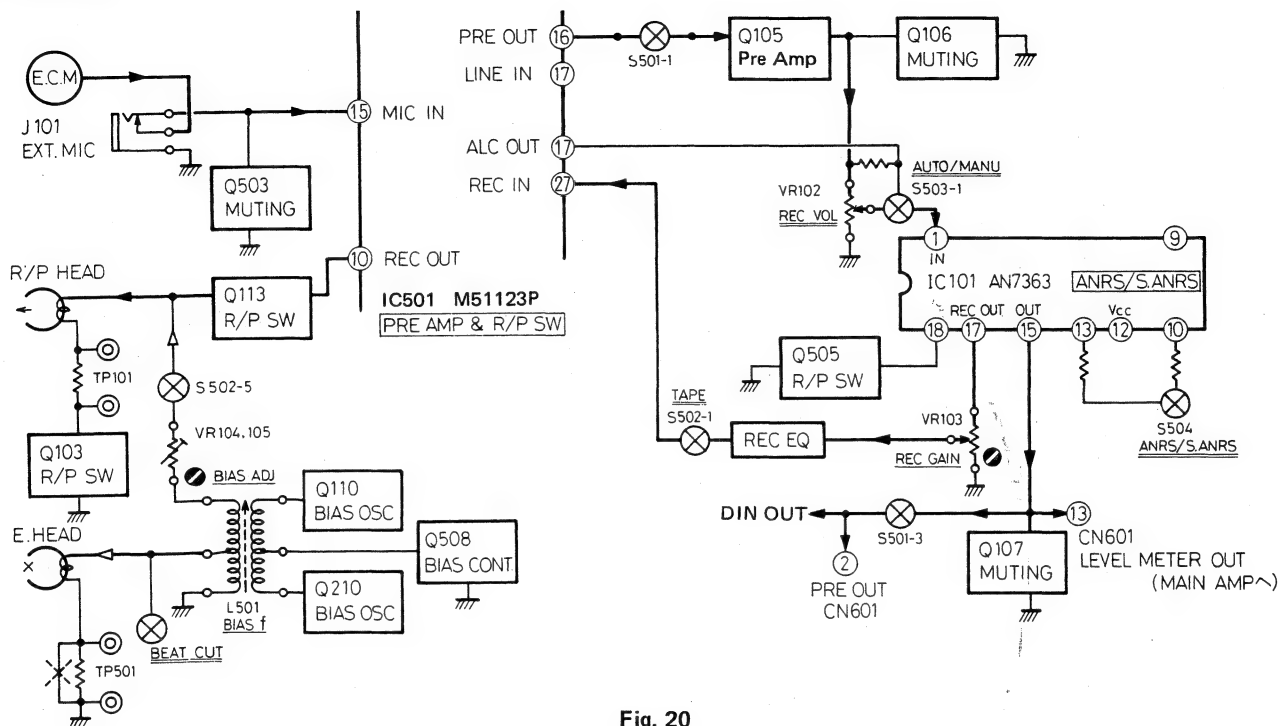 E.C.M
J101
EXT. MIC
Q503
MUTING
15 MIC IN
10 REC OUT
R/P HEAD
Q113
R/P SW
IC501 M51123P
PRE AMP & R/P SW
TP101
S502-5
VR104.105
Q103
R/P SW
BIAS ADJ
Q110
BIAS OSC
Q508
BIAS CONT.
Q210
BIAS OSC
L501
BIAS f
E.HEAD
BEAT CUT
TP501
PRE OUT 16
S501-1
Q105
Pre Amp
Q106
MUTING
LINE IN 17
ALC OUT 17
REC IN 27
AUTO/MANU
S503-1
VR102
REC VOL
1
IN
9
IC101 AN7363 ANRS/S.ANRS
REC OUT OUT Vcc
18 17 15 13 12 10
Q505
R/P SW
TAPE
S502-1
REC EQ
VR103
REC GAIN
S504
ANRS/S.ANRS
DIN OUT
S501-3
2
PRE OUT
CN601
Q107
MUTING
13
CN601
LEVEL METER OUT
(MAIN AMPへ)
Fig. 20